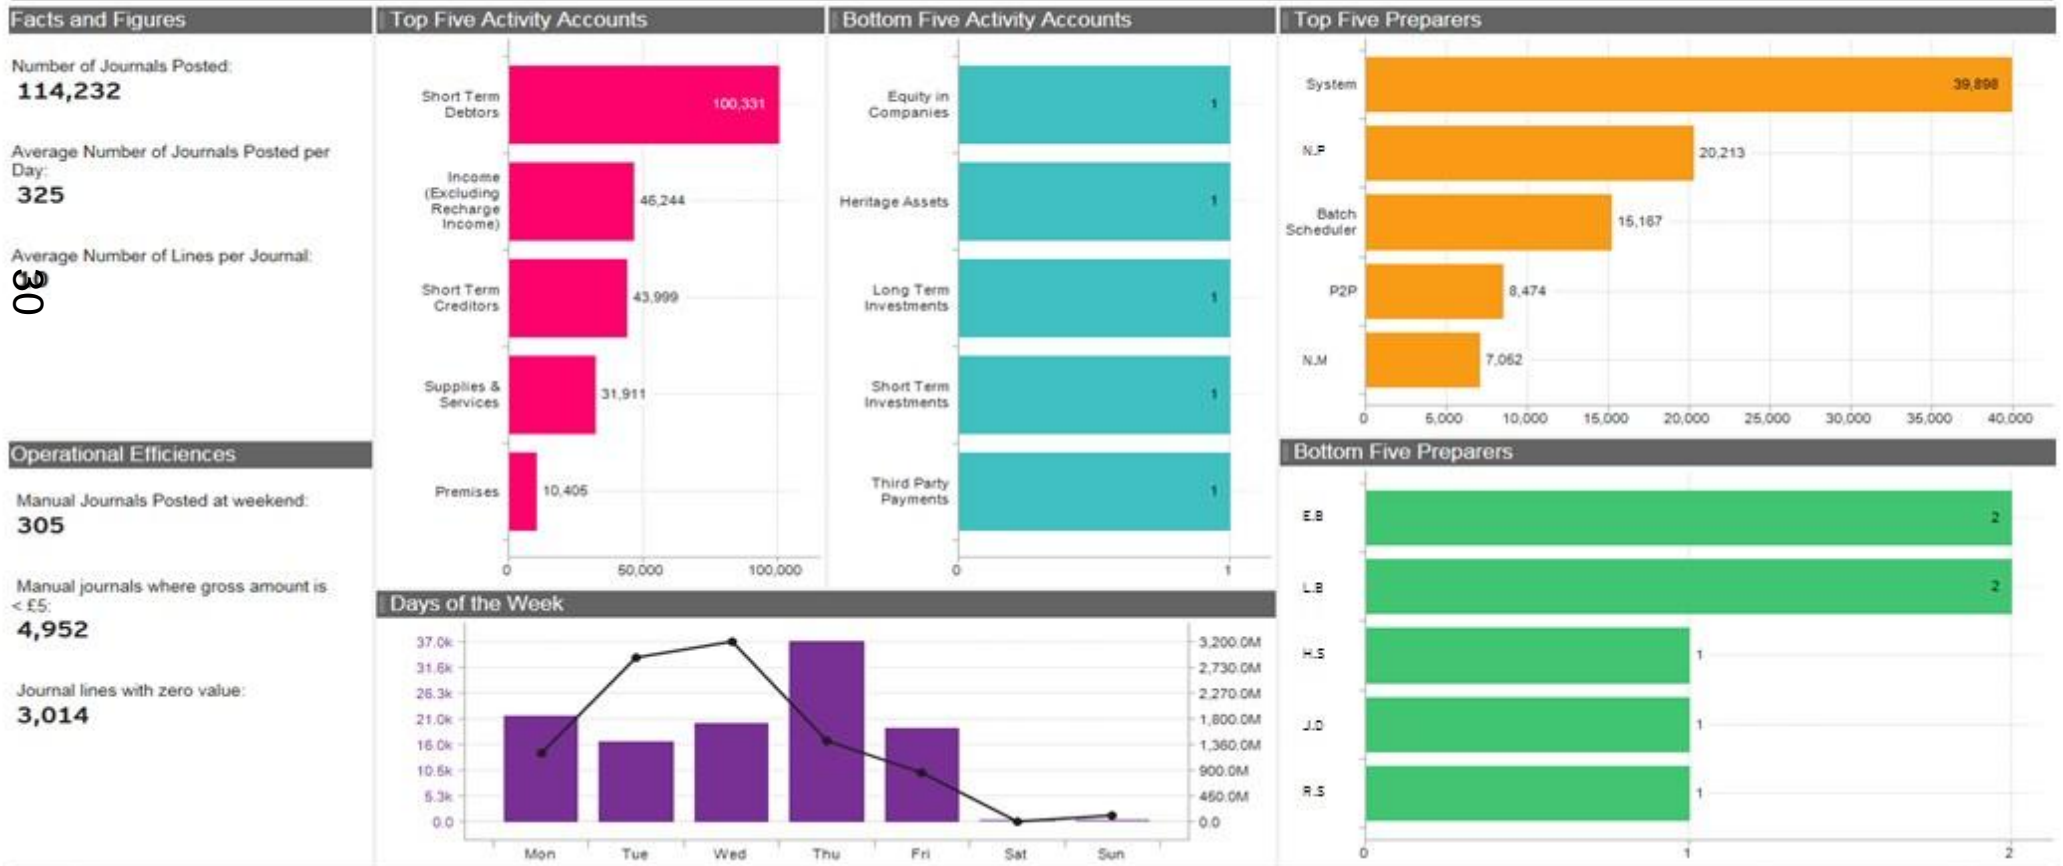 Facts and Figures
Number of Journals Posted:
114,232
Average Number of Journals Posted per
Day:
325
Average Number of Lines per Journal:
30
Operational Efficiences
Manual Journals Posted at weekend:
305
Manual journals where gross amount is
< £5:
4,952
Journal lines with zero value:
3,014
Top Five Activity Accounts
Short Term
Debtors
100,331
Income
(Excluding
Recharge
Income)
46,244
Short Term
Creditors
43,999
Supplies &
Services
31,911
Premises
10,405
0 50,000 100,000
Bottom Five Activity Accounts
Equity in
Companies
1
Heritage Assets
1
Long Term
Investments
1
Short Term
Investments
1
Third Party
Payments
1
0 1
Days of the Week
37.0k
31.6k
26.3k
21.0k
16.0k
10.5k
5.3k
0.0
3,200.0M
2,730.0M
2,270.0M
1,800.0M
1,360.0M
900.0M
450.0M
0.0
Mon Tue Wed Thu Fri Sat Sun
Top Five Preparers
System
39,898
N.P
20,213
Batch
Scheduler
15,167
P2P
8,474
N.M
7,062
0 5,000 10,000 15,000 20,000 25,000 30,000 35,000 40,000
Bottom Five Preparers
E.B
2
L.B
2
H.S
1
J.D
1
R.S
1
0 1 2